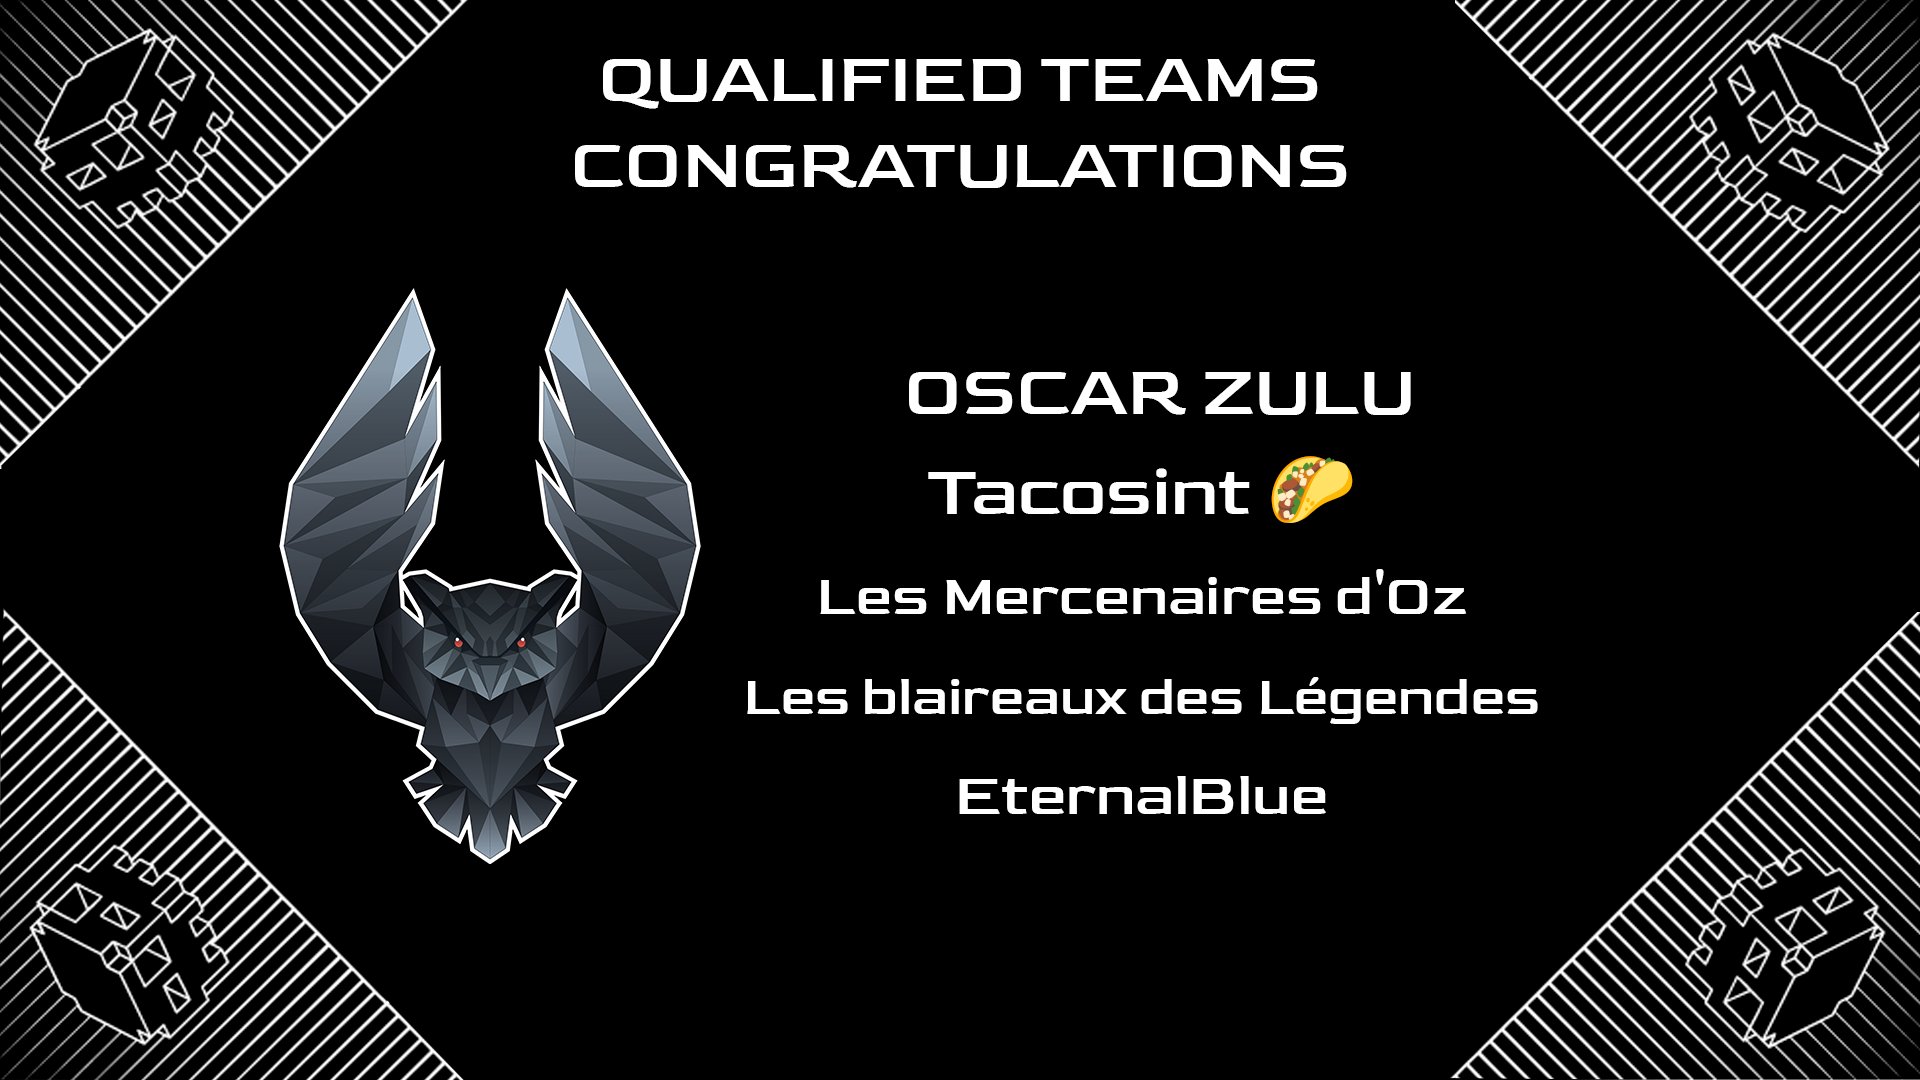 QUALIFIED TEAMS
CONGRATULATIONS
OSCAR ZULU
Tacosint 🌮
Les Mercenaires d'Oz
Les blaireaux des Légendes
EternalBlue